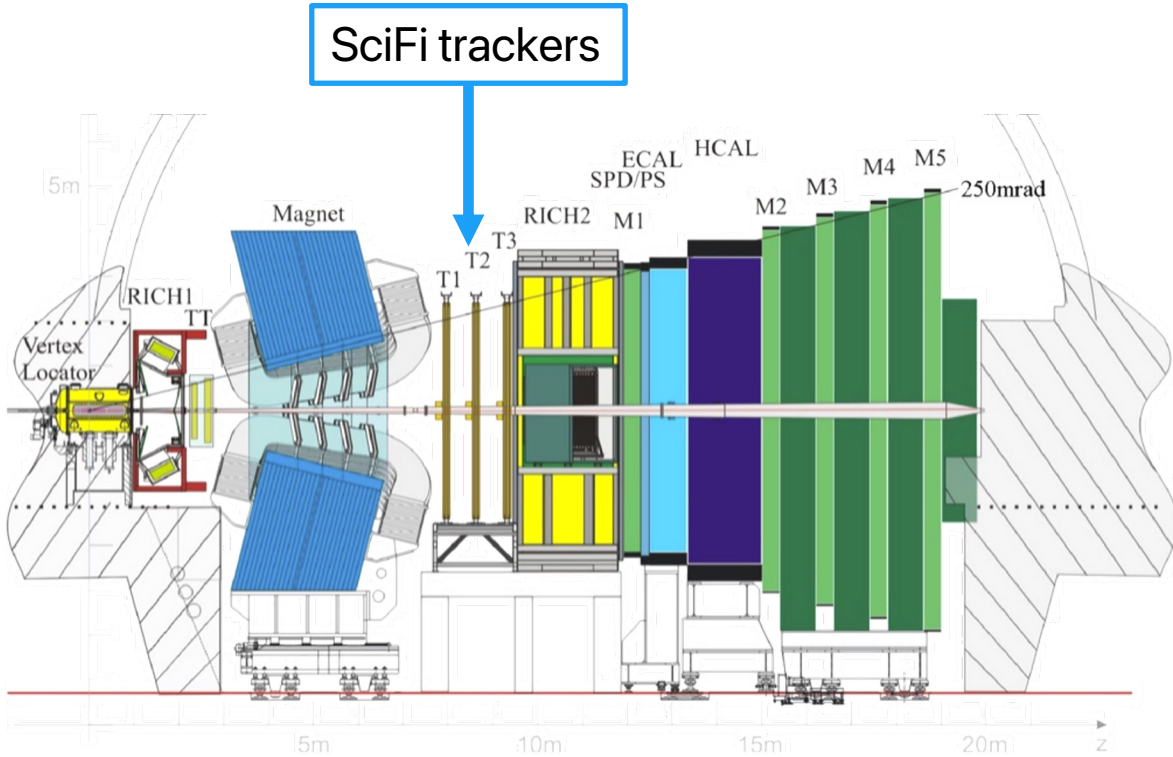 SciFi trackers
5m
Magnet
RICH1
TT
Vertex
Locator
T1
T2
T3
RICH2
SPD/PS
ECAL
HCAL
M1
M2
M3
M4
M5
250mrad
5m
10m
15m
20m
z